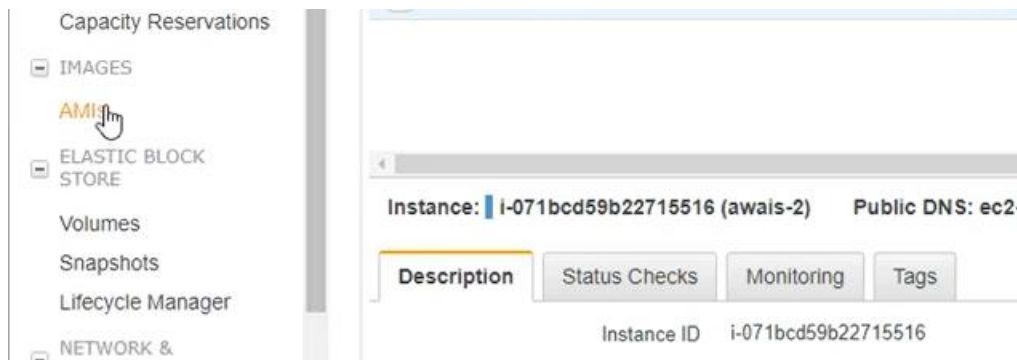 Capacity Reservations
IMAGES
AMIs
ELASTIC BLOCK
STORE
Volumes
Snapshots
Lifecycle Manager
NETWORK &
Instance: i-071bcd59b22715516 (awais-2) Public DNS: ec2-
Description Status Checks Monitoring Tags
Instance ID i-071bcd59b22715516